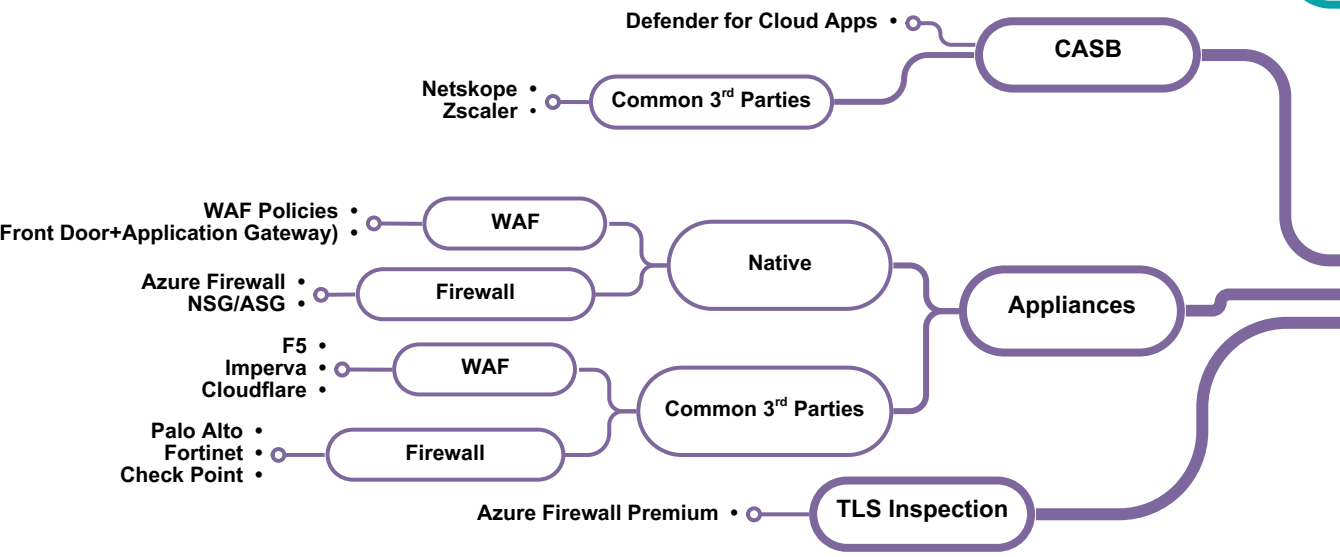 Defender for Cloud Apps •
CASB
Netskope •
Zscaler •
Common 3rd Parties
WAF Policies •
Front Door+Application Gateway) •
WAF
Native
Azure Firewall •
NSG/ASG •
Firewall
Appliances
F5 •
Imperva •
Cloudflare •
WAF
Common 3rd Parties
Palo Alto •
Fortinet •
Check Point •
Firewall
Azure Firewall Premium •
TLS Inspection